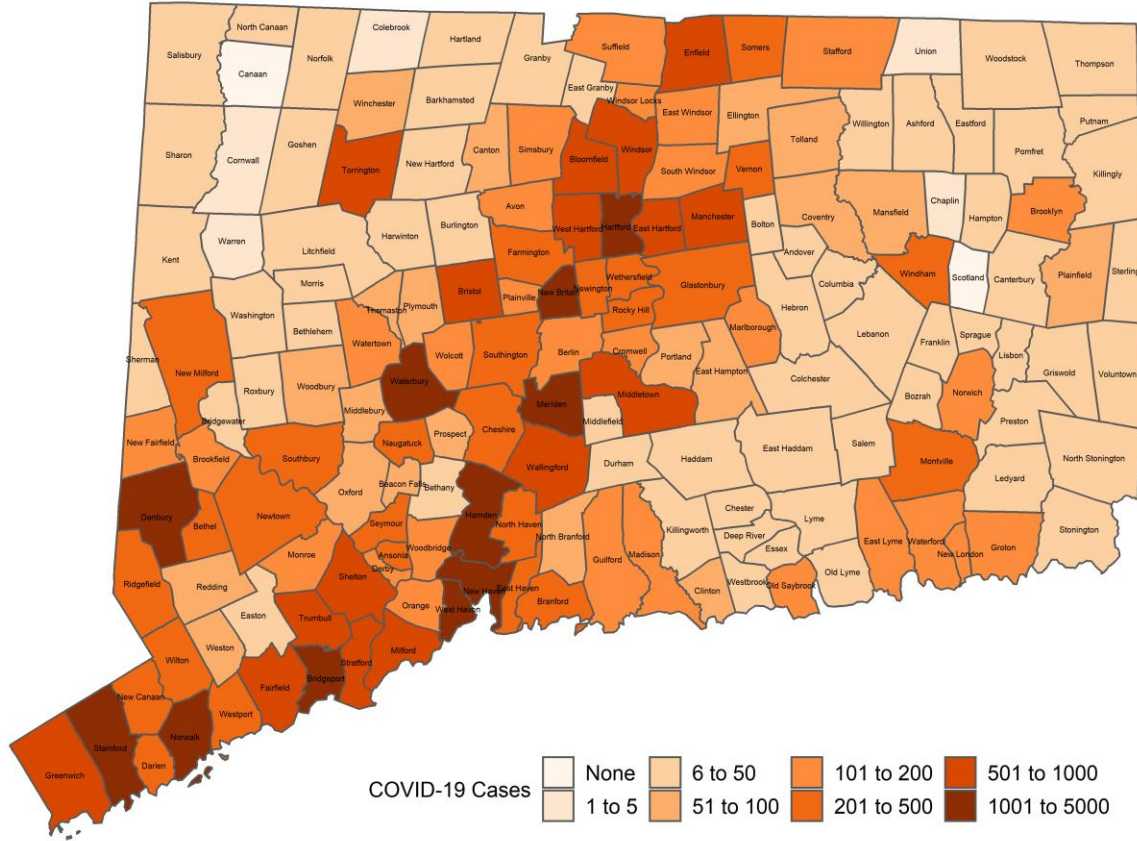 North Canaan
Colebrook
Hartland
Suffield
Enfield
Somers
Stafford
Union
Salisbury
Canaan
Norfolk
Granby
Woodstock
Thompson
East Granby
Winchester
Barkhamsted
Windsor Locks
East Windsor
Ellington
Putnam
Sharon
Cornwall
Goshen
Torrington
New Hartford
Canton
Simsbury
Bloomfield
Windsor
South Windsor
Vernon
Tolland
Willington
Ashford
Eastford
Pomfret
Killingly
Kent
Warren
Litchfield
Harwinton
Burlington
Avon
West Hartford
Hartford
East Hartford
Manchester
Bolton
Coventry
Mansfield
Chaplin
Hampton
Brooklyn
Morris
Farmington
Andover
Columbia
Windham
Scotland
Canterbury
Plainfield
Sterling
Washington
Bethlehem
Thomaston
Plymouth
Bristol
Plainville
New Britain
Newington
Wethersfield
Rocky Hill
Glastonbury
Marlborough
Hebron
Lebanon
Franklin
Sprague
Lisbon
Sherman
New Milford
Roxbury
Woodbury
Watertown
Wolcott
Southington
Berlin
Cromwell
Portland
East Hampton
Colchester
Bozrah
Norwich
Griswold
Voluntown
Bridgewater
Middlebury
Waterbury
Cheshire
Meriden
Middlefield
Middletown
Preston
New Fairfield
Brookfield
Southbury
Naugatuck
Prospect
Wallingford
Durham
Haddam
East Haddam
Salem
Montville
Ledyard
North Stonington
Danbury
Bethel
Newtown
Oxford
Beacon Falls
Bethany
Hamden
North Haven
North Branford
Guilford
Madison
Killingworth
Chester
Deep River
Essex
Lyme
East Lyme
Waterford
New London
Groton
Stonington
Ridgefield
Redding
Monroe
Seymour
Ansonia
Derby
Woodbridge
Shelton
Orange
West Haven
New Haven
East Haven
Branford
Clinton
Westbrook
Old Saybrook
Old Lyme
Easton
Trumbull
Weston
Wilton
Stratford
Milford
Fairfield
Bridgeport
New Canaan
Westport
Norwalk
Darien
Stamford
Greenwich
COVID-19 Cases
None
6 to 50
101 to 200
501 to 1000
1 to 5
51 to 100
201 to 500
1001 to 5000